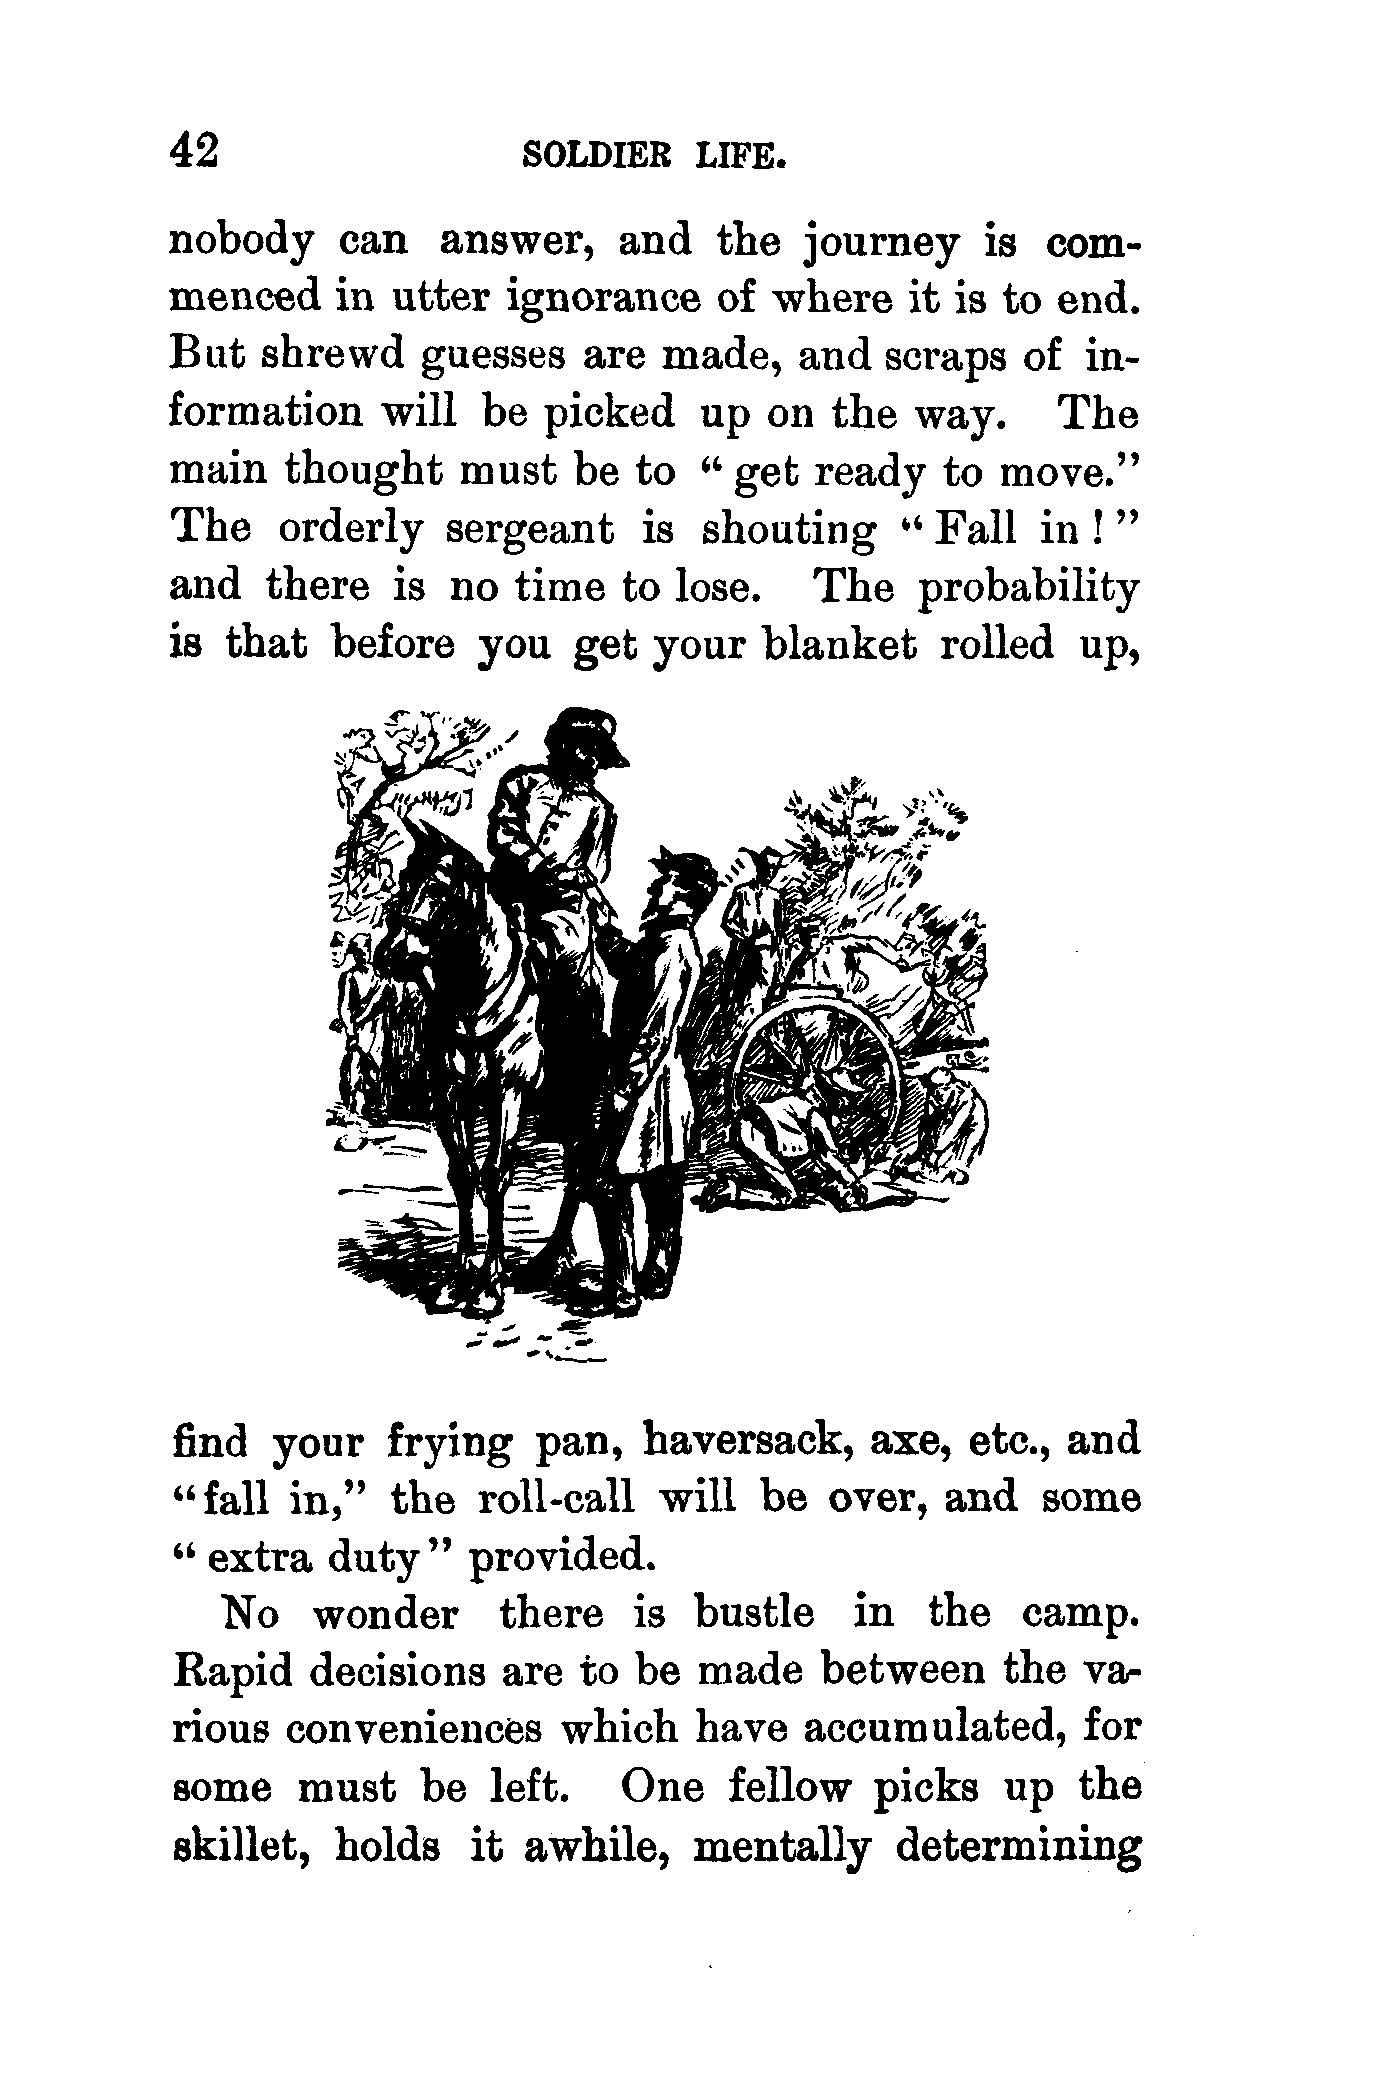 42 SOLDIER LIFE.
nobody can answer, and the journey is com-
menced in utter ignorance of where it is to end.
But shrewd guesses are made, and scraps of in-
formation will be picked up on the way. The
main thought must be to “ get ready to move.”
The orderly sergeant is shouting “ Fall in ! ”
and there is no time to lose. The probability
is that before you get your blanket rolled up,
find your frying pan, haversack, axe, etc., and
“fall in,” the roll-call will be over, and some
“ extra duty ” provided.
No wonder there is bustle in the camp.
Rapid decisions are to be made between the va-
rious conveniences which have accumulated, for
some must be left. One fellow picks up the
skillet, holds it awhile, mentally determining